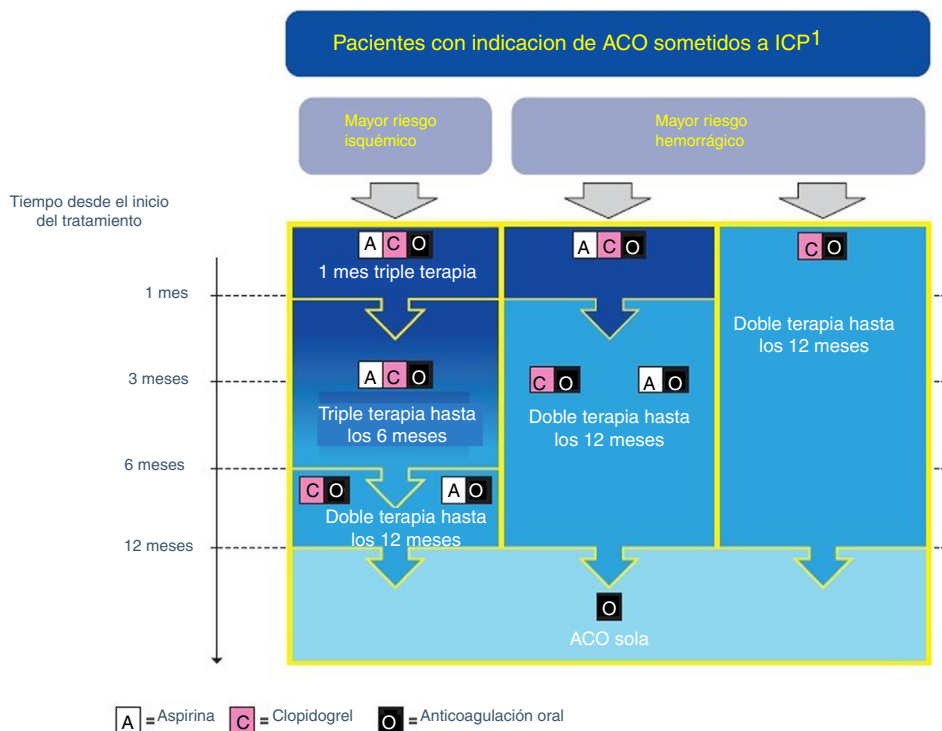 Pacientes con indicacion de ACO sometidos a ICP1
Mayor riesgo
isquémico
Mayor riesgo
hemorrágico
Tiempo desde el inicio
del tratamiento
A C O
1 mes triple terapia
A C O
C O
1 mes
Doble terapia hasta
los 12 meses
3 meses
A C O
Triple terapia hasta
los 6 meses
C O
A O
Doble terapia hasta
los 12 meses
6 meses
C O
A O
Doble terapia hasta
los 12 meses
12 meses
O
ACO sola
A = Aspirina
C = Clopidogrel
O = Anticoagulación oral